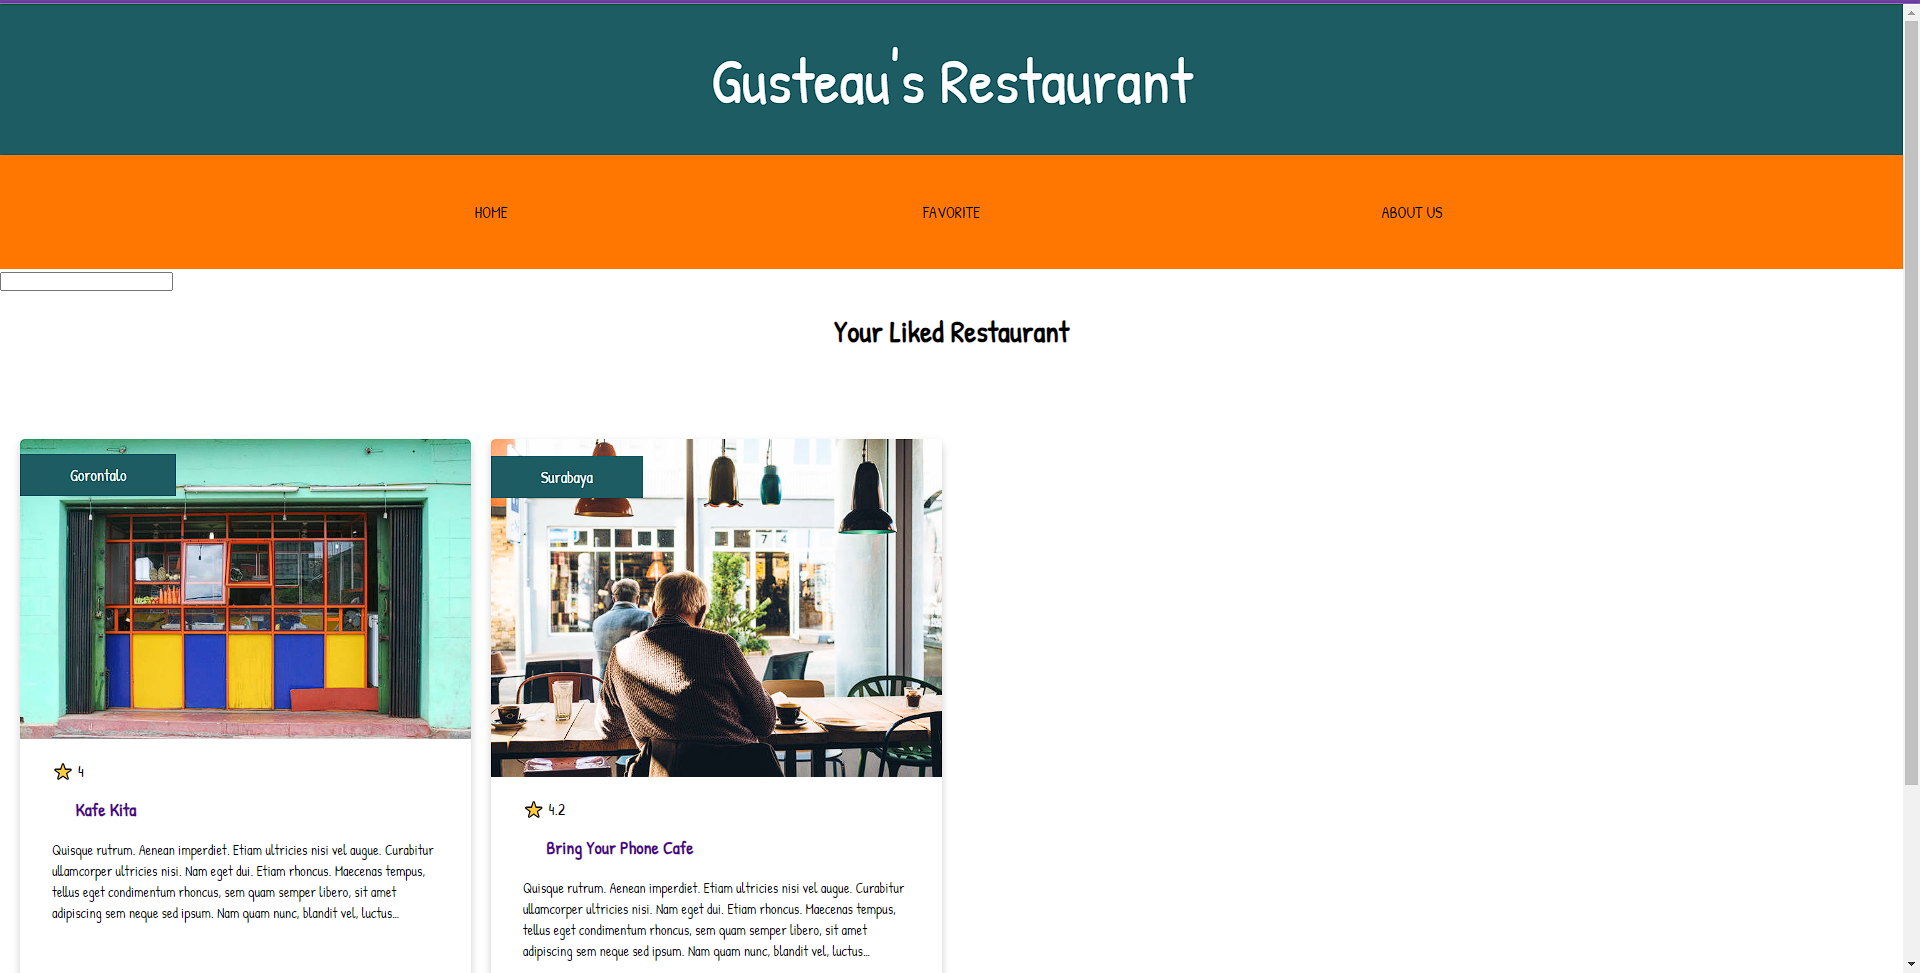 Gusteau's Restaurant
HOME
FAVORITE
ABOUT US
Your Liked Restaurant
Gorontalo
4
Kafe Kita
Quisque rutrum. Aenean imperdiet. Etiam ultricies nisi vel augue. Curabitur
ullamcorper ultricies nisi. Nam eget dui. Etiam rhoncus. Maecenas tempus,
tellus eget condimentum rhoncus, sem quam semper libero, sit amet
adipiscing sem neque sed ipsum. Nam quam nunc, blandit vel, luctus...
Surabaya
7 4
4.2
Bring Your Phone Cafe
Quisque rutrum. Aenean imperdiet. Etiam ultricies nisi vel augue. Curabitur
ullamcorper ultricies nisi. Nam eget dui. Etiam rhoncus. Maecenas tempus,
tellus eget condimentum rhoncus, sem quam semper libero, sit amet
adipiscing sem neque sed ipsum. Nam quam nunc, blandit vel, luctus...